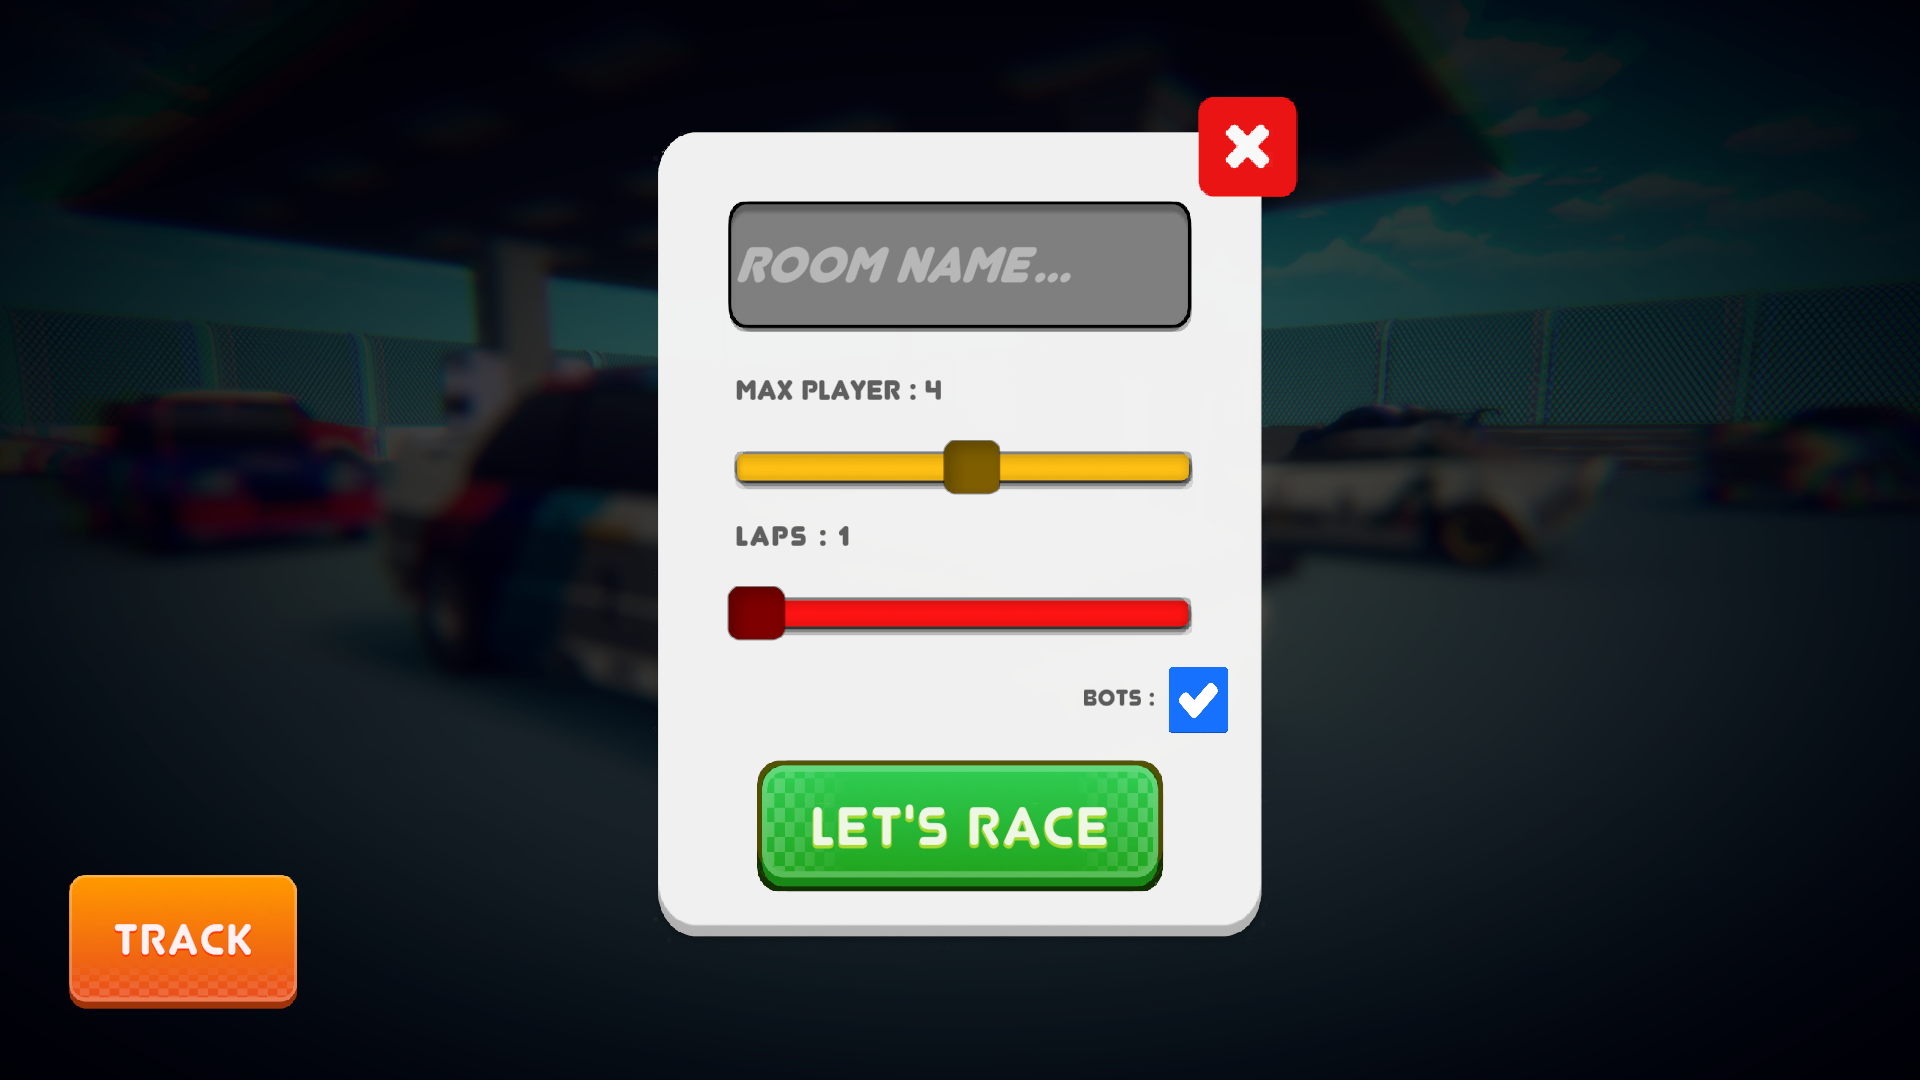 ROOM NAME...
MAX PLAYER : 4
LAPS : 1
BOTS :
LET'S RACE
TRACK